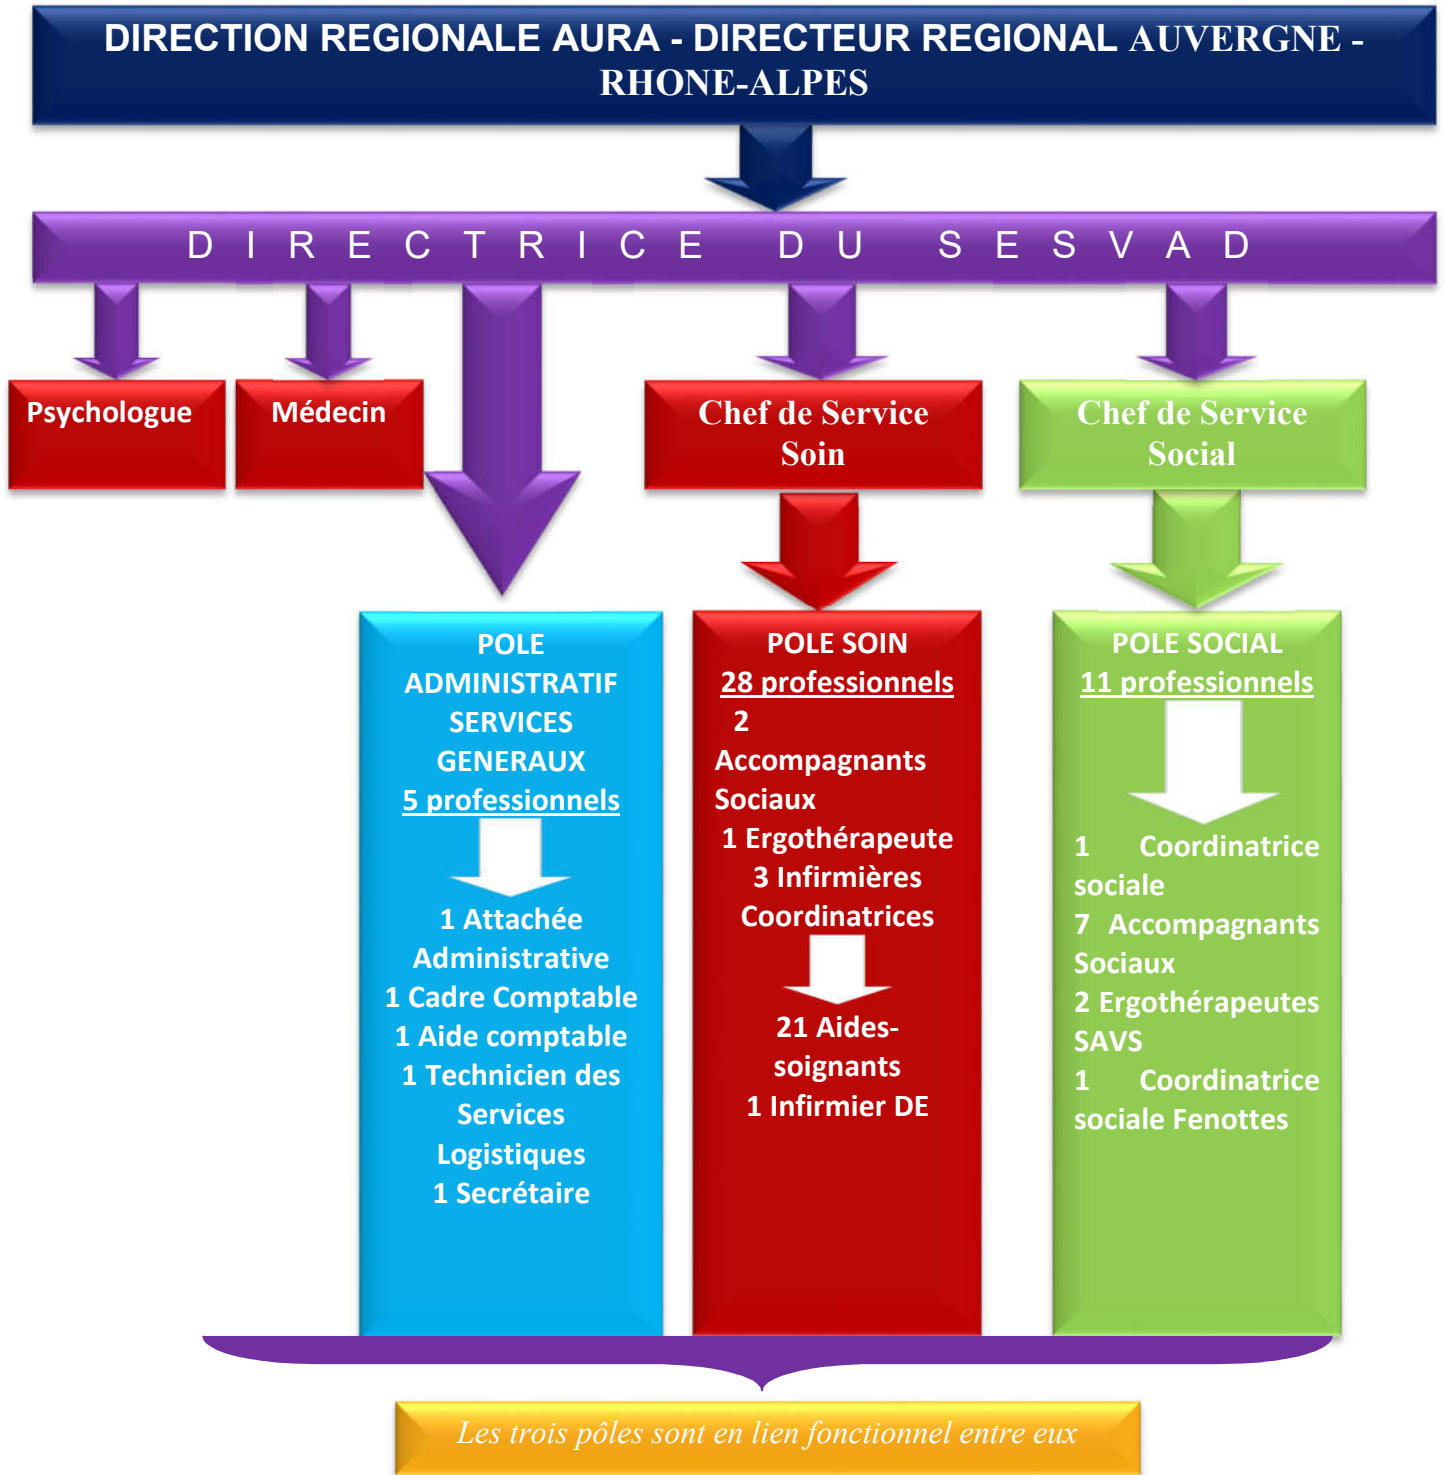 DIRECTION REGIONALE AURA - DIRECTEUR REGIONAL AUVERGNE -
RHONE-ALPES
DIRECTRICE DU SESVAD
Psychologue
Médecin
Chef de Service
Soin
Chef de Service
Social
POLE
ADMINISTRATIF
SERVICES
GENERAUX
5 professionnels
1 Attachée
Administrative
1 Cadre Comptable
1 Aide comptable
1 Technicien des
Services
Logistiques
1 Secrétaire
POLE SOIN
28 professionnels
2
Accompagnants
Sociaux
1 Ergothérapeute
3 Infirmières
Coordinatrices
21 Aides-
soignants
1 Infirmier DE
POLE SOCIAL
11 professionnels
1 Coordinatrice
sociale
7 Accompagnants
Sociaux
2 Ergothérapeutes
SAVS
1 Coordinatrice
sociale Fenottes
Les trois pôles sont en lien fonctionnel entre eux